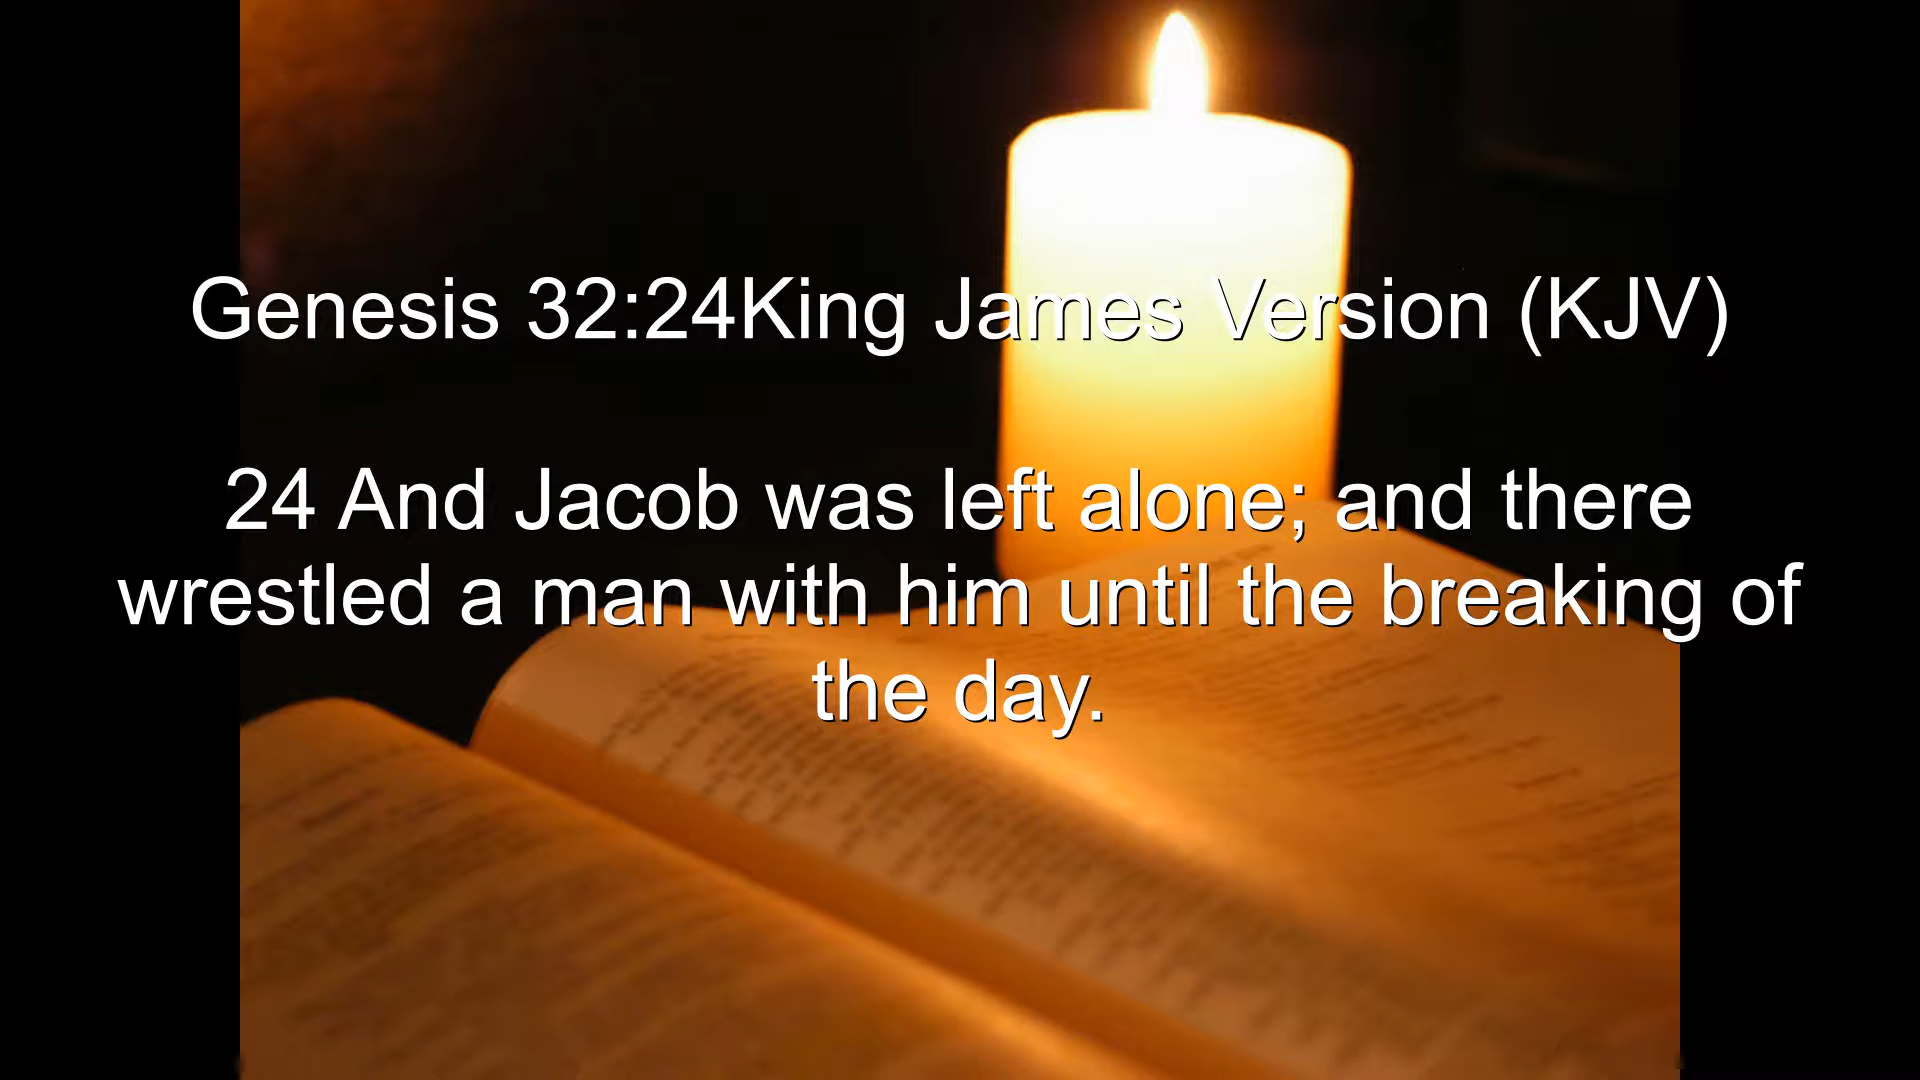 Genesis 32:24King James Version (KJV)
24 And Jacob was left alone; and there
wrestled a man with him until the breaking of
the day.